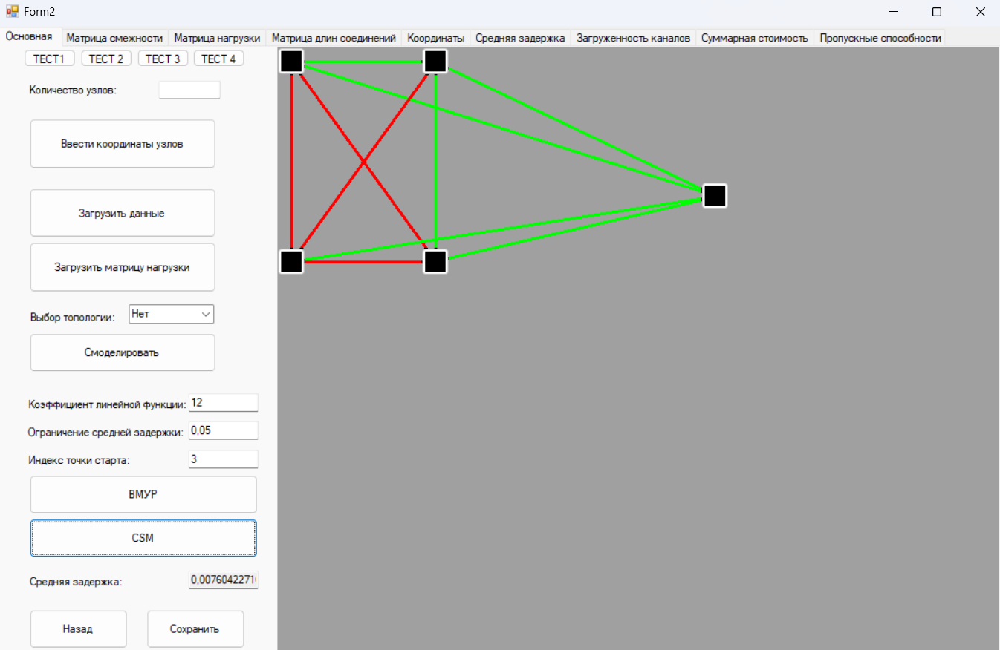 Form2
Основная Матрица смежности Матрица нагрузки Матрица длин соединений Координаты Средняя задержка Загруженность каналов Суммарная стоимость Пропускные способности
ТЕСТ1 ТЕСТ 2 ТЕСТ 3 ТЕСТ 4
Количество узлов:
Ввести координаты узлов
Загрузить данные
Загрузить матрицу нагрузки
Выбор топологии: Нет
Смоделировать
Коэффициент линейной функции: 12
Ограничение средней задержки: 0,05
Индекс точки старта: 3
ВМУР
CSM
Средняя задержка: 0,0076042271
Назад Сохранить